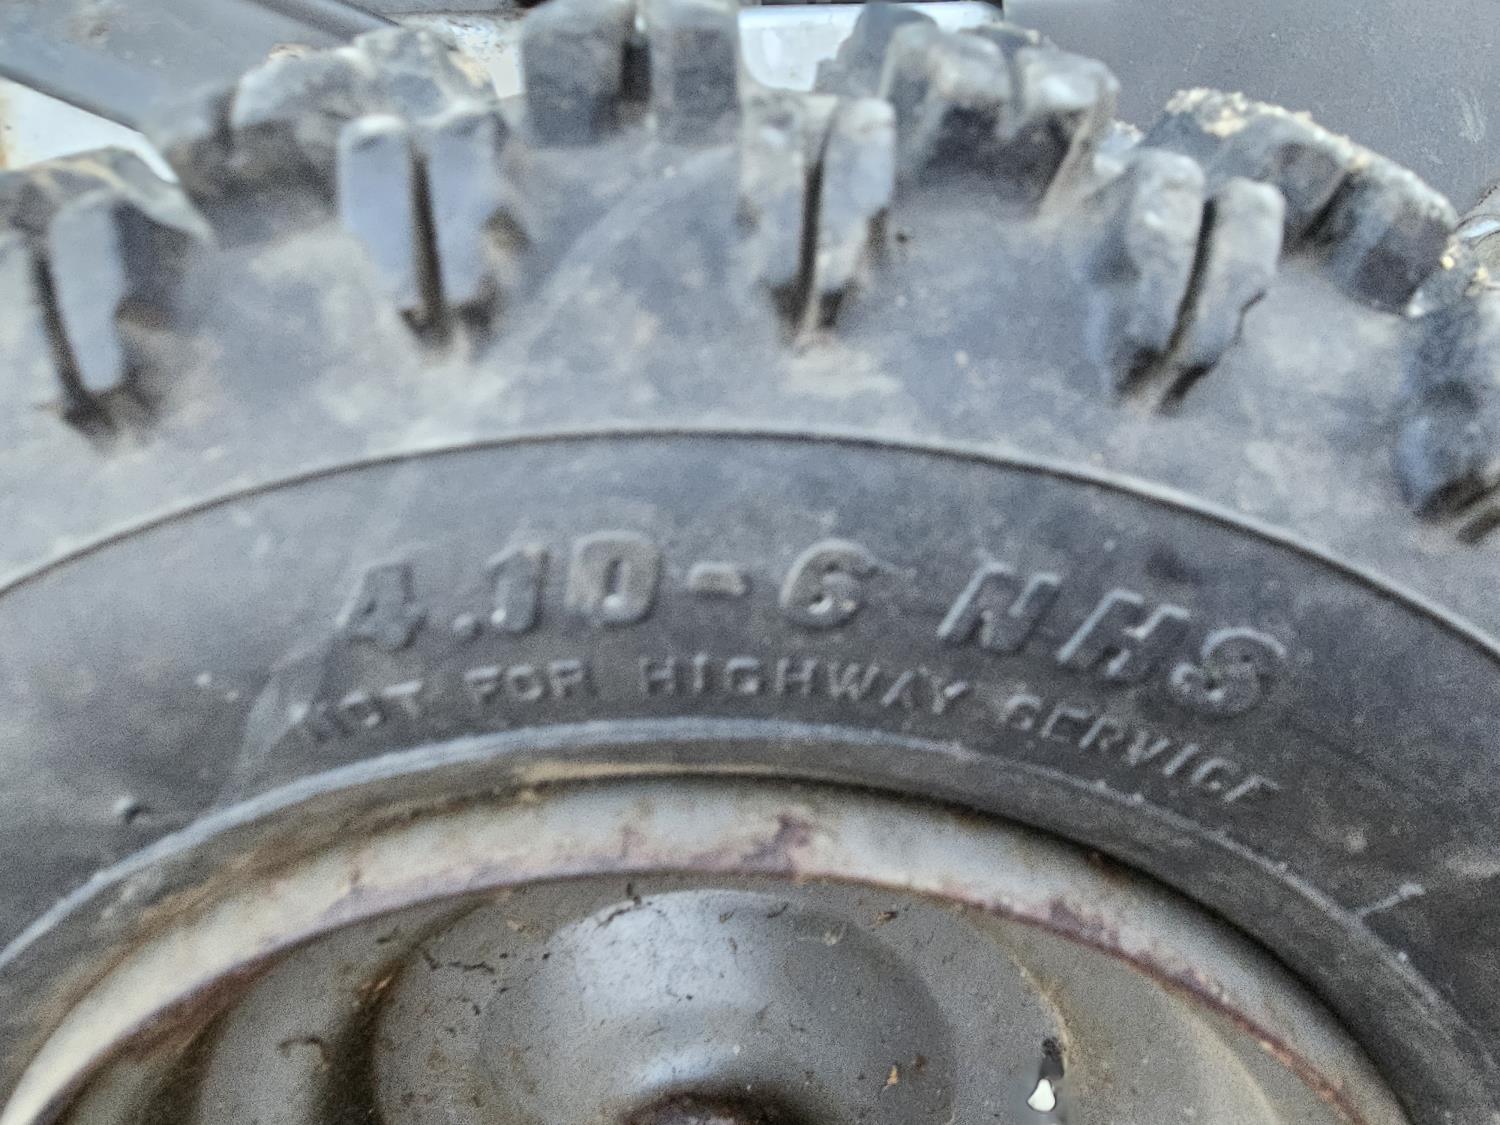 4.10-6 NHS
NOT FOR HIGHWAY SERVICE